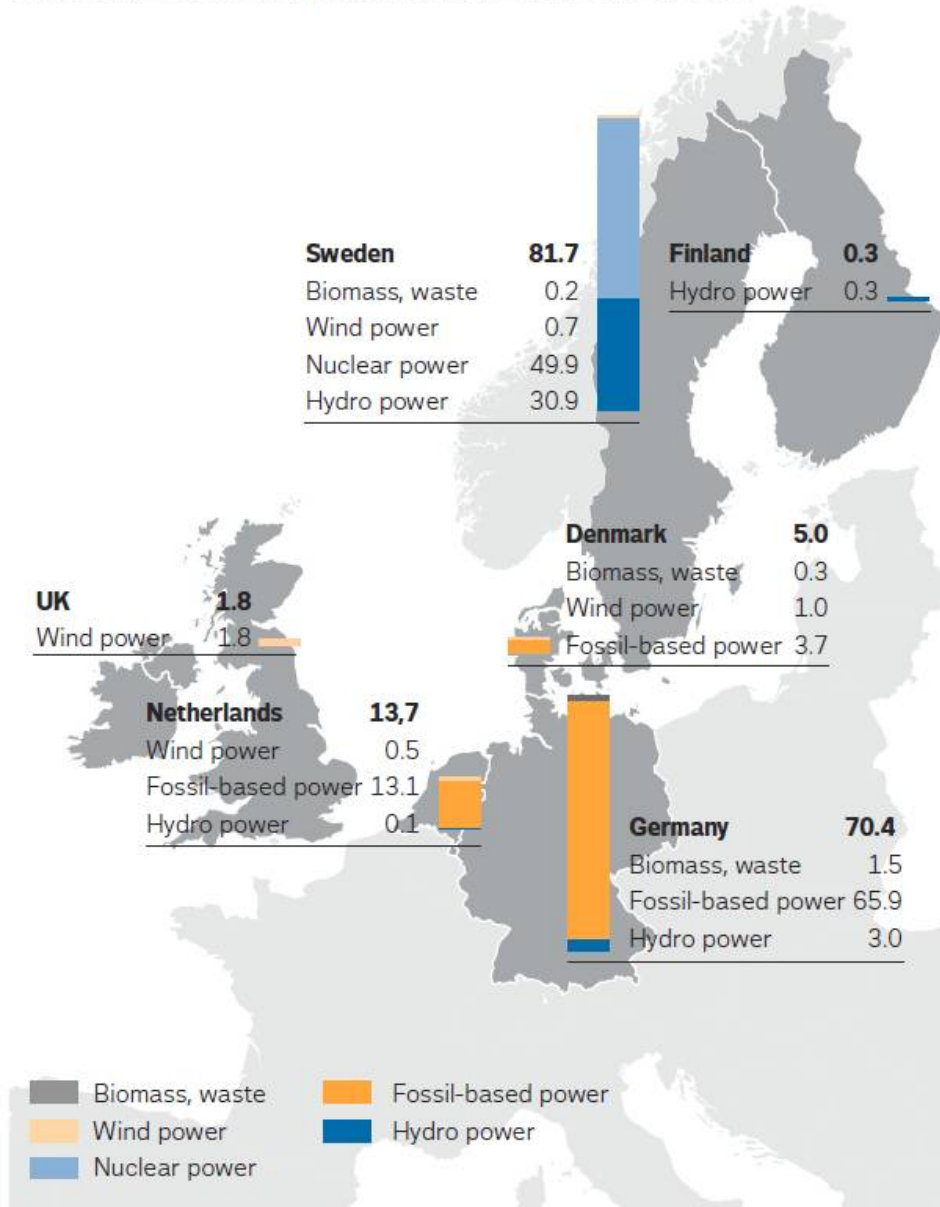 Sweden 81.7
Biomass, waste 0.2
Wind power 0.7
Nuclear power 49.9
Hydro power 30.9
Finland 0.3
Hydro power 0.3
Denmark 5.0
Biomass, waste 0.3
Wind power 1.0
Fossil-based power 3.7
UK 1.8
Wind power 1.8
Netherlands 13,7
Wind power 0.5
Fossil-based power 13.1
Hydro power 0.1
Germany 70.4
Biomass, waste 1.5
Fossil-based power 65.9
Hydro power 3.0
Biomass, waste
Wind power
Nuclear power
Fossil-based power
Hydro power